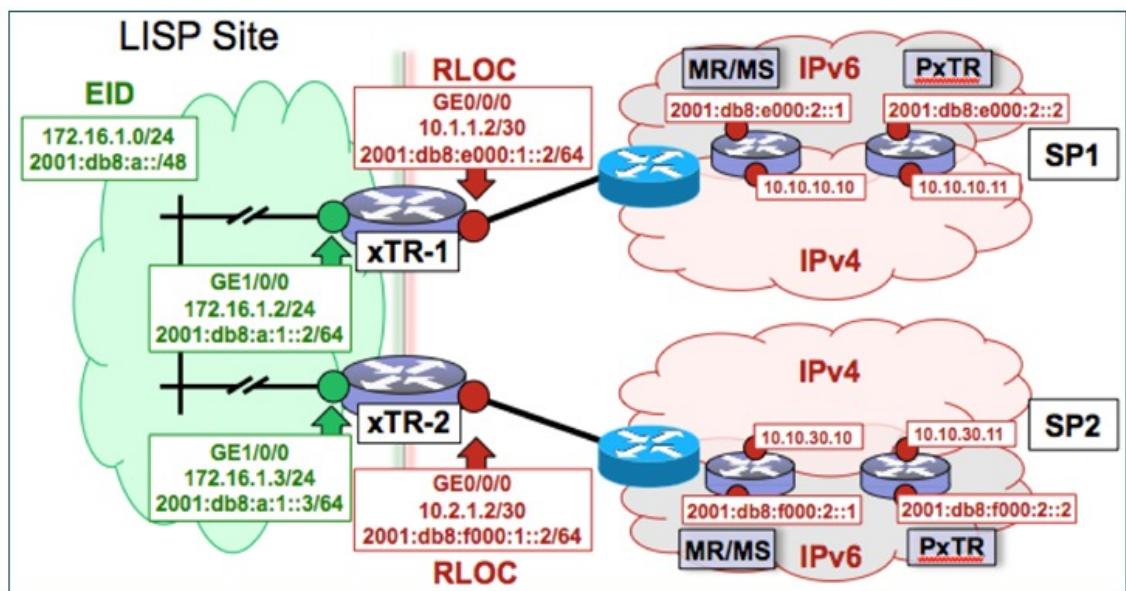 LISP Site
EID
172.16.1.0/24
2001:db8:a::/48
RLOC
GE0/0/0
10.1.1.2/30
2001:db8:e000:1::2/64
xTR-1
GE1/0/0
172.16.1.2/24
2001:db8:a:1::2/64
MR/MS
IPv6
PxTR
2001:db8:e000:2::1
2001:db8:e000:2::2
SP1
10.10.10.10
10.10.10.11
IPv4
xTR-2
GE1/0/0
172.16.1.3/24
2001:db8:a:1::3/64
GE0/0/0
10.2.1.2/30
2001:db8:f000:1::2/64
RLOC
IPv4
10.10.30.10
10.10.30.11
SP2
2001:db8:f000:2::1
2001:db8:f000:2::2
MR/MS
IPv6
PxTR